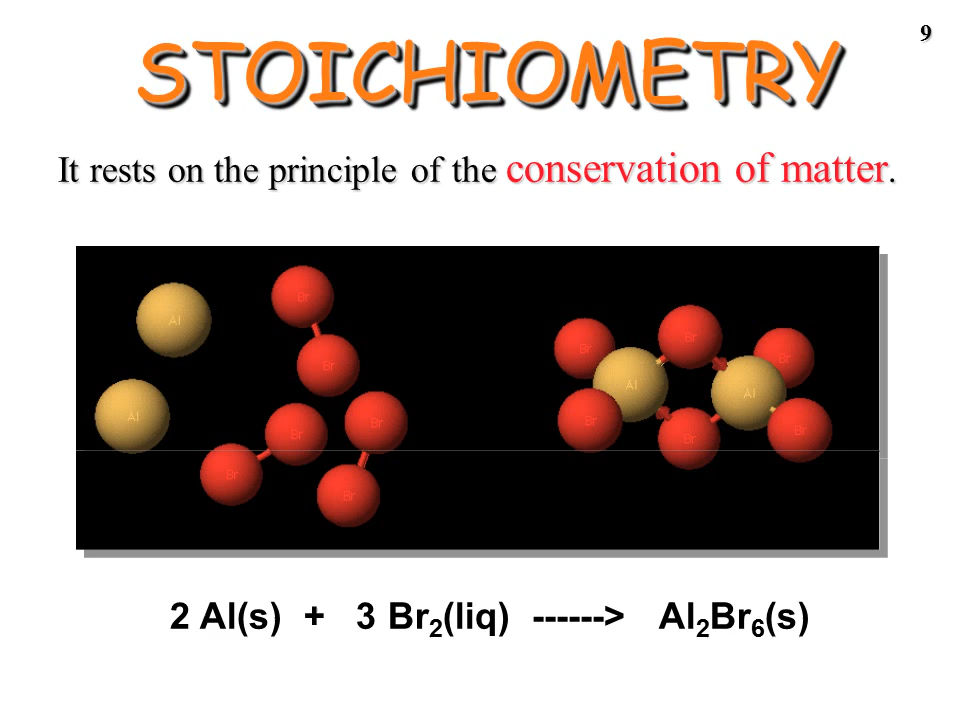 9
STOICHIOMETRY
It rests on the principle of the conservation of matter.
Br
Al
Br
Br
Br
Br
Al
Al
Al
Br
Br
Br
Br
Br
Br
Br
Br
2 Al(s) + 3 Br₂(liq) ------> Al₂Br₆(s)